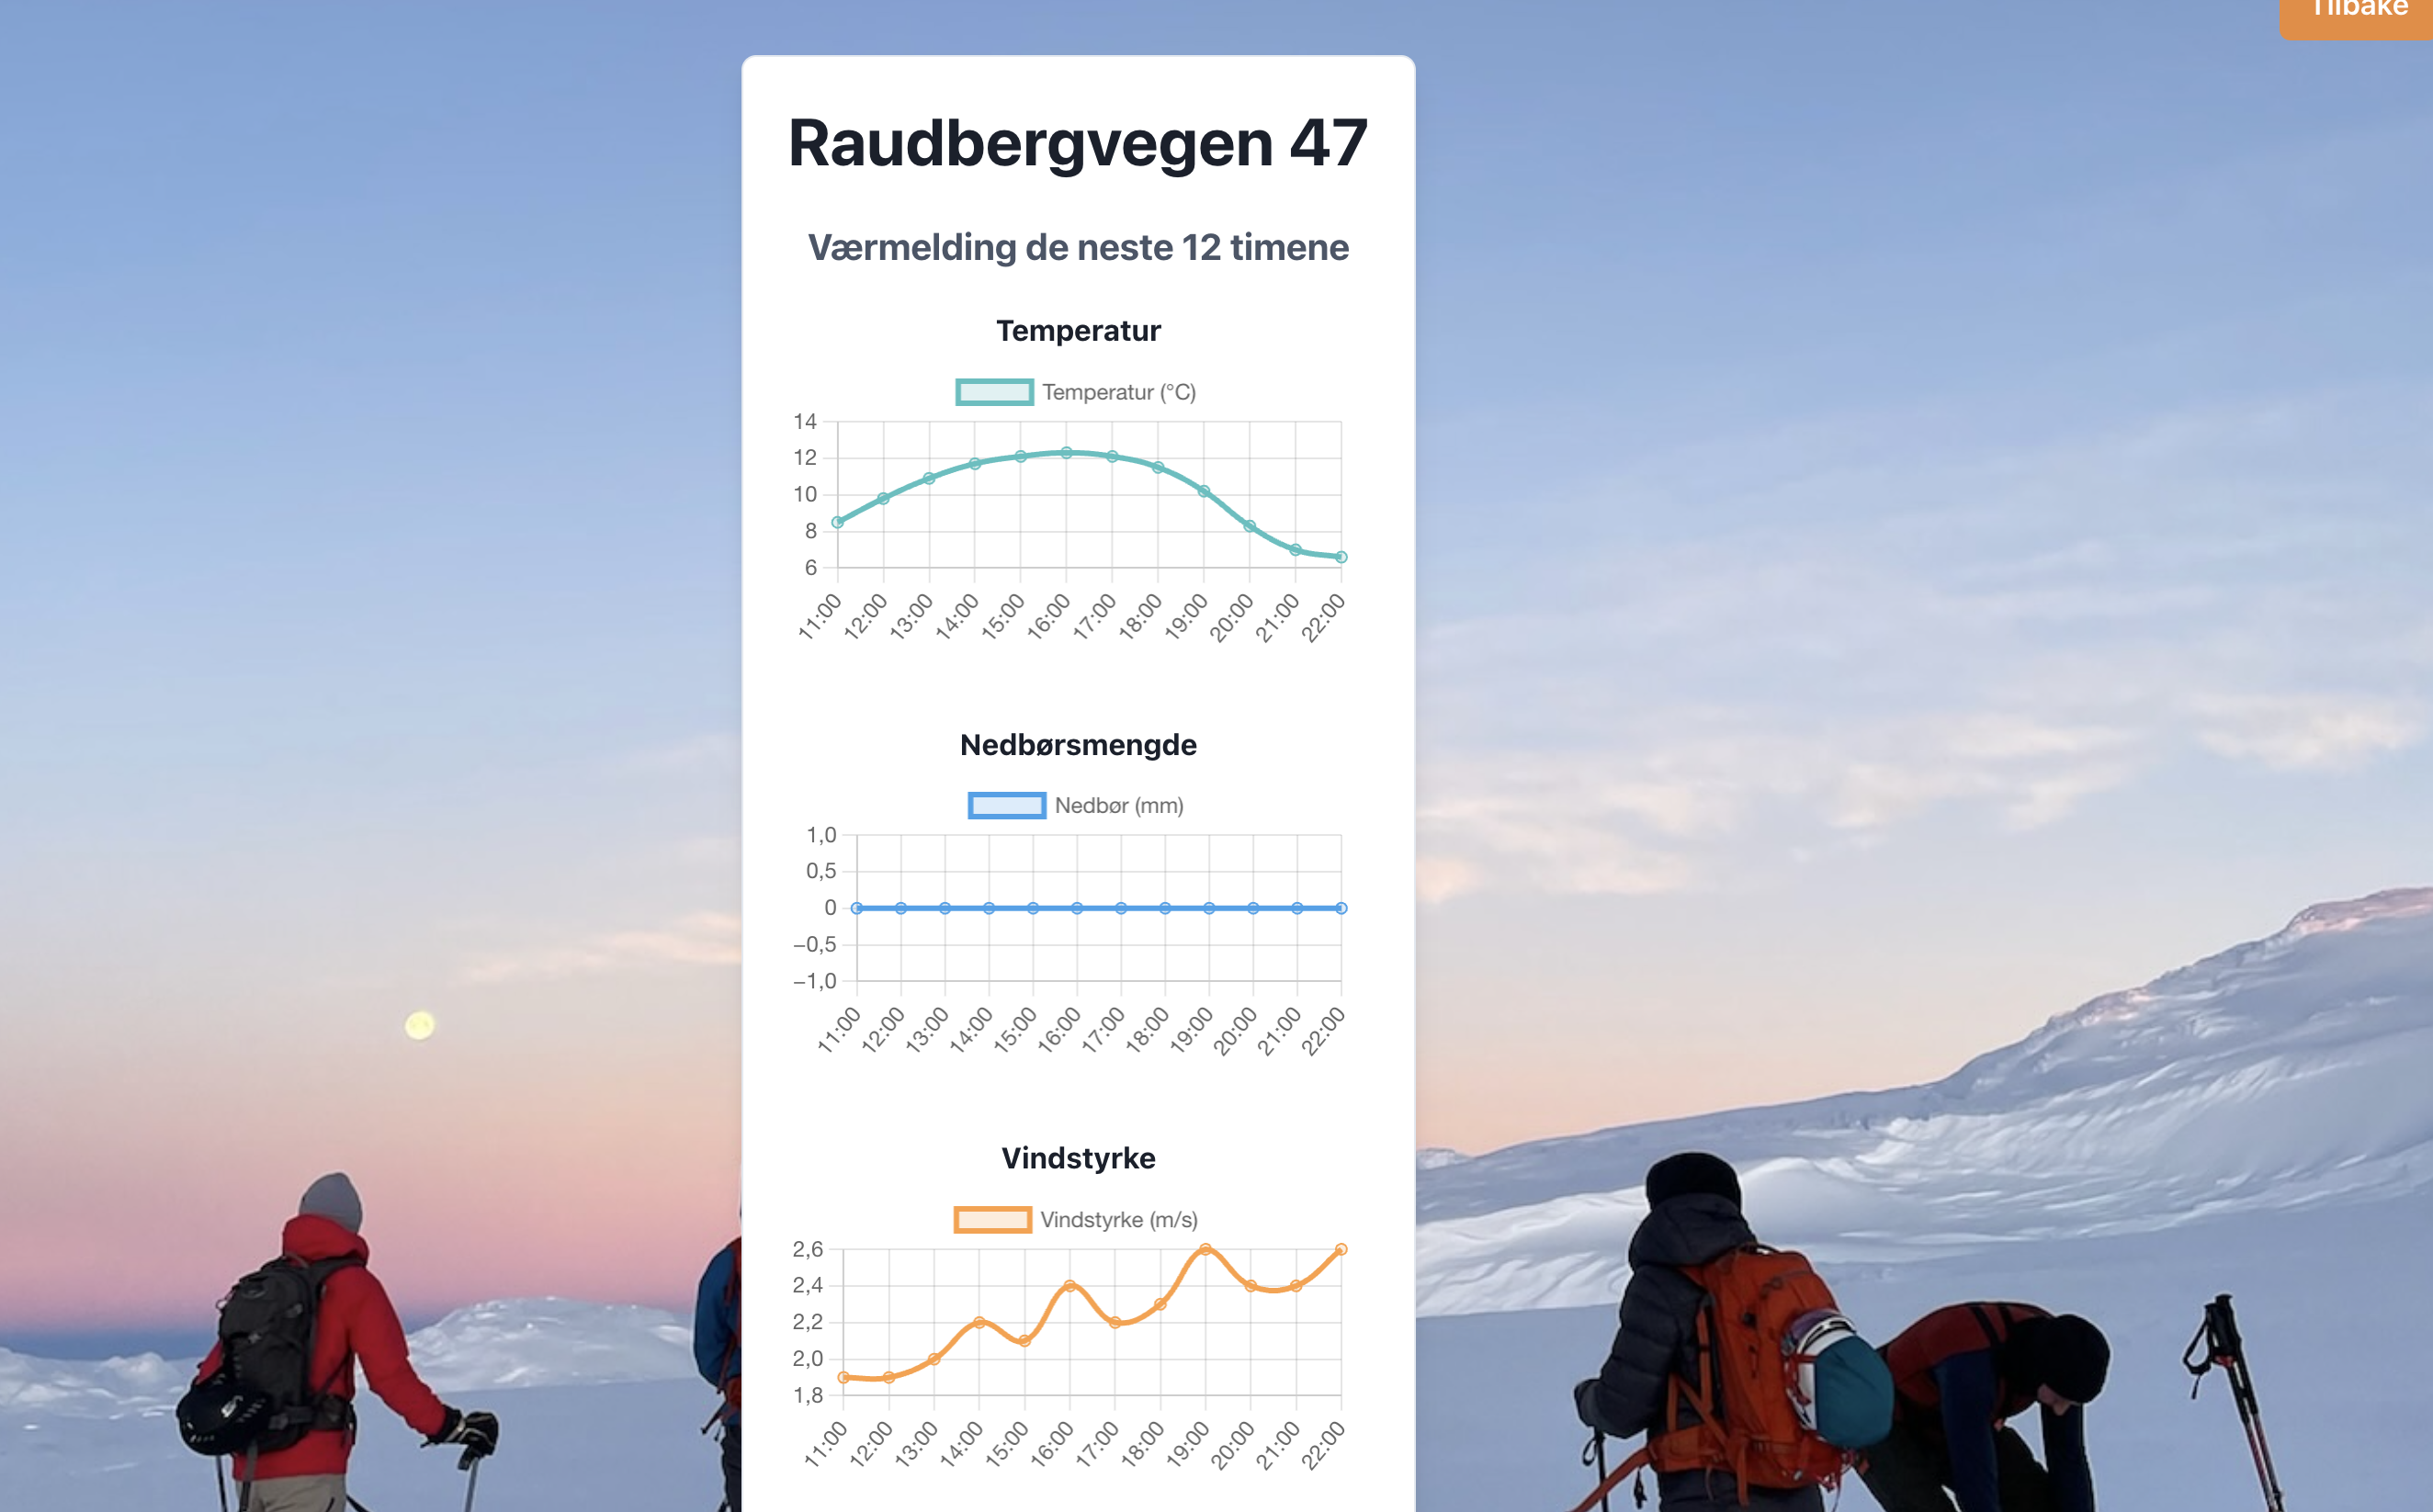 Tilbake
Raudbergvegen 47
Værmelding de neste 12 timene
Temperatur
Temperatur (°C)
14
12
10
8
6
11:00 12:00 13:00 14:00 15:00 16:00 17:00 18:00 19:00 20:00 21:00 22:00
Nedbørsmengde
Nedbør (mm)
1,0
0,5
0
−0,5
−1,0
11:00 12:00 13:00 14:00 15:00 16:00 17:00 18:00 19:00 20:00 21:00 22:00
Vindstyrke
Vindstyrke (m/s)
2,6
2,4
2,2
2,0
1,8
11:00 12:00 13:00 14:00 15:00 16:00 17:00 18:00 19:00 20:00 21:00 22:00